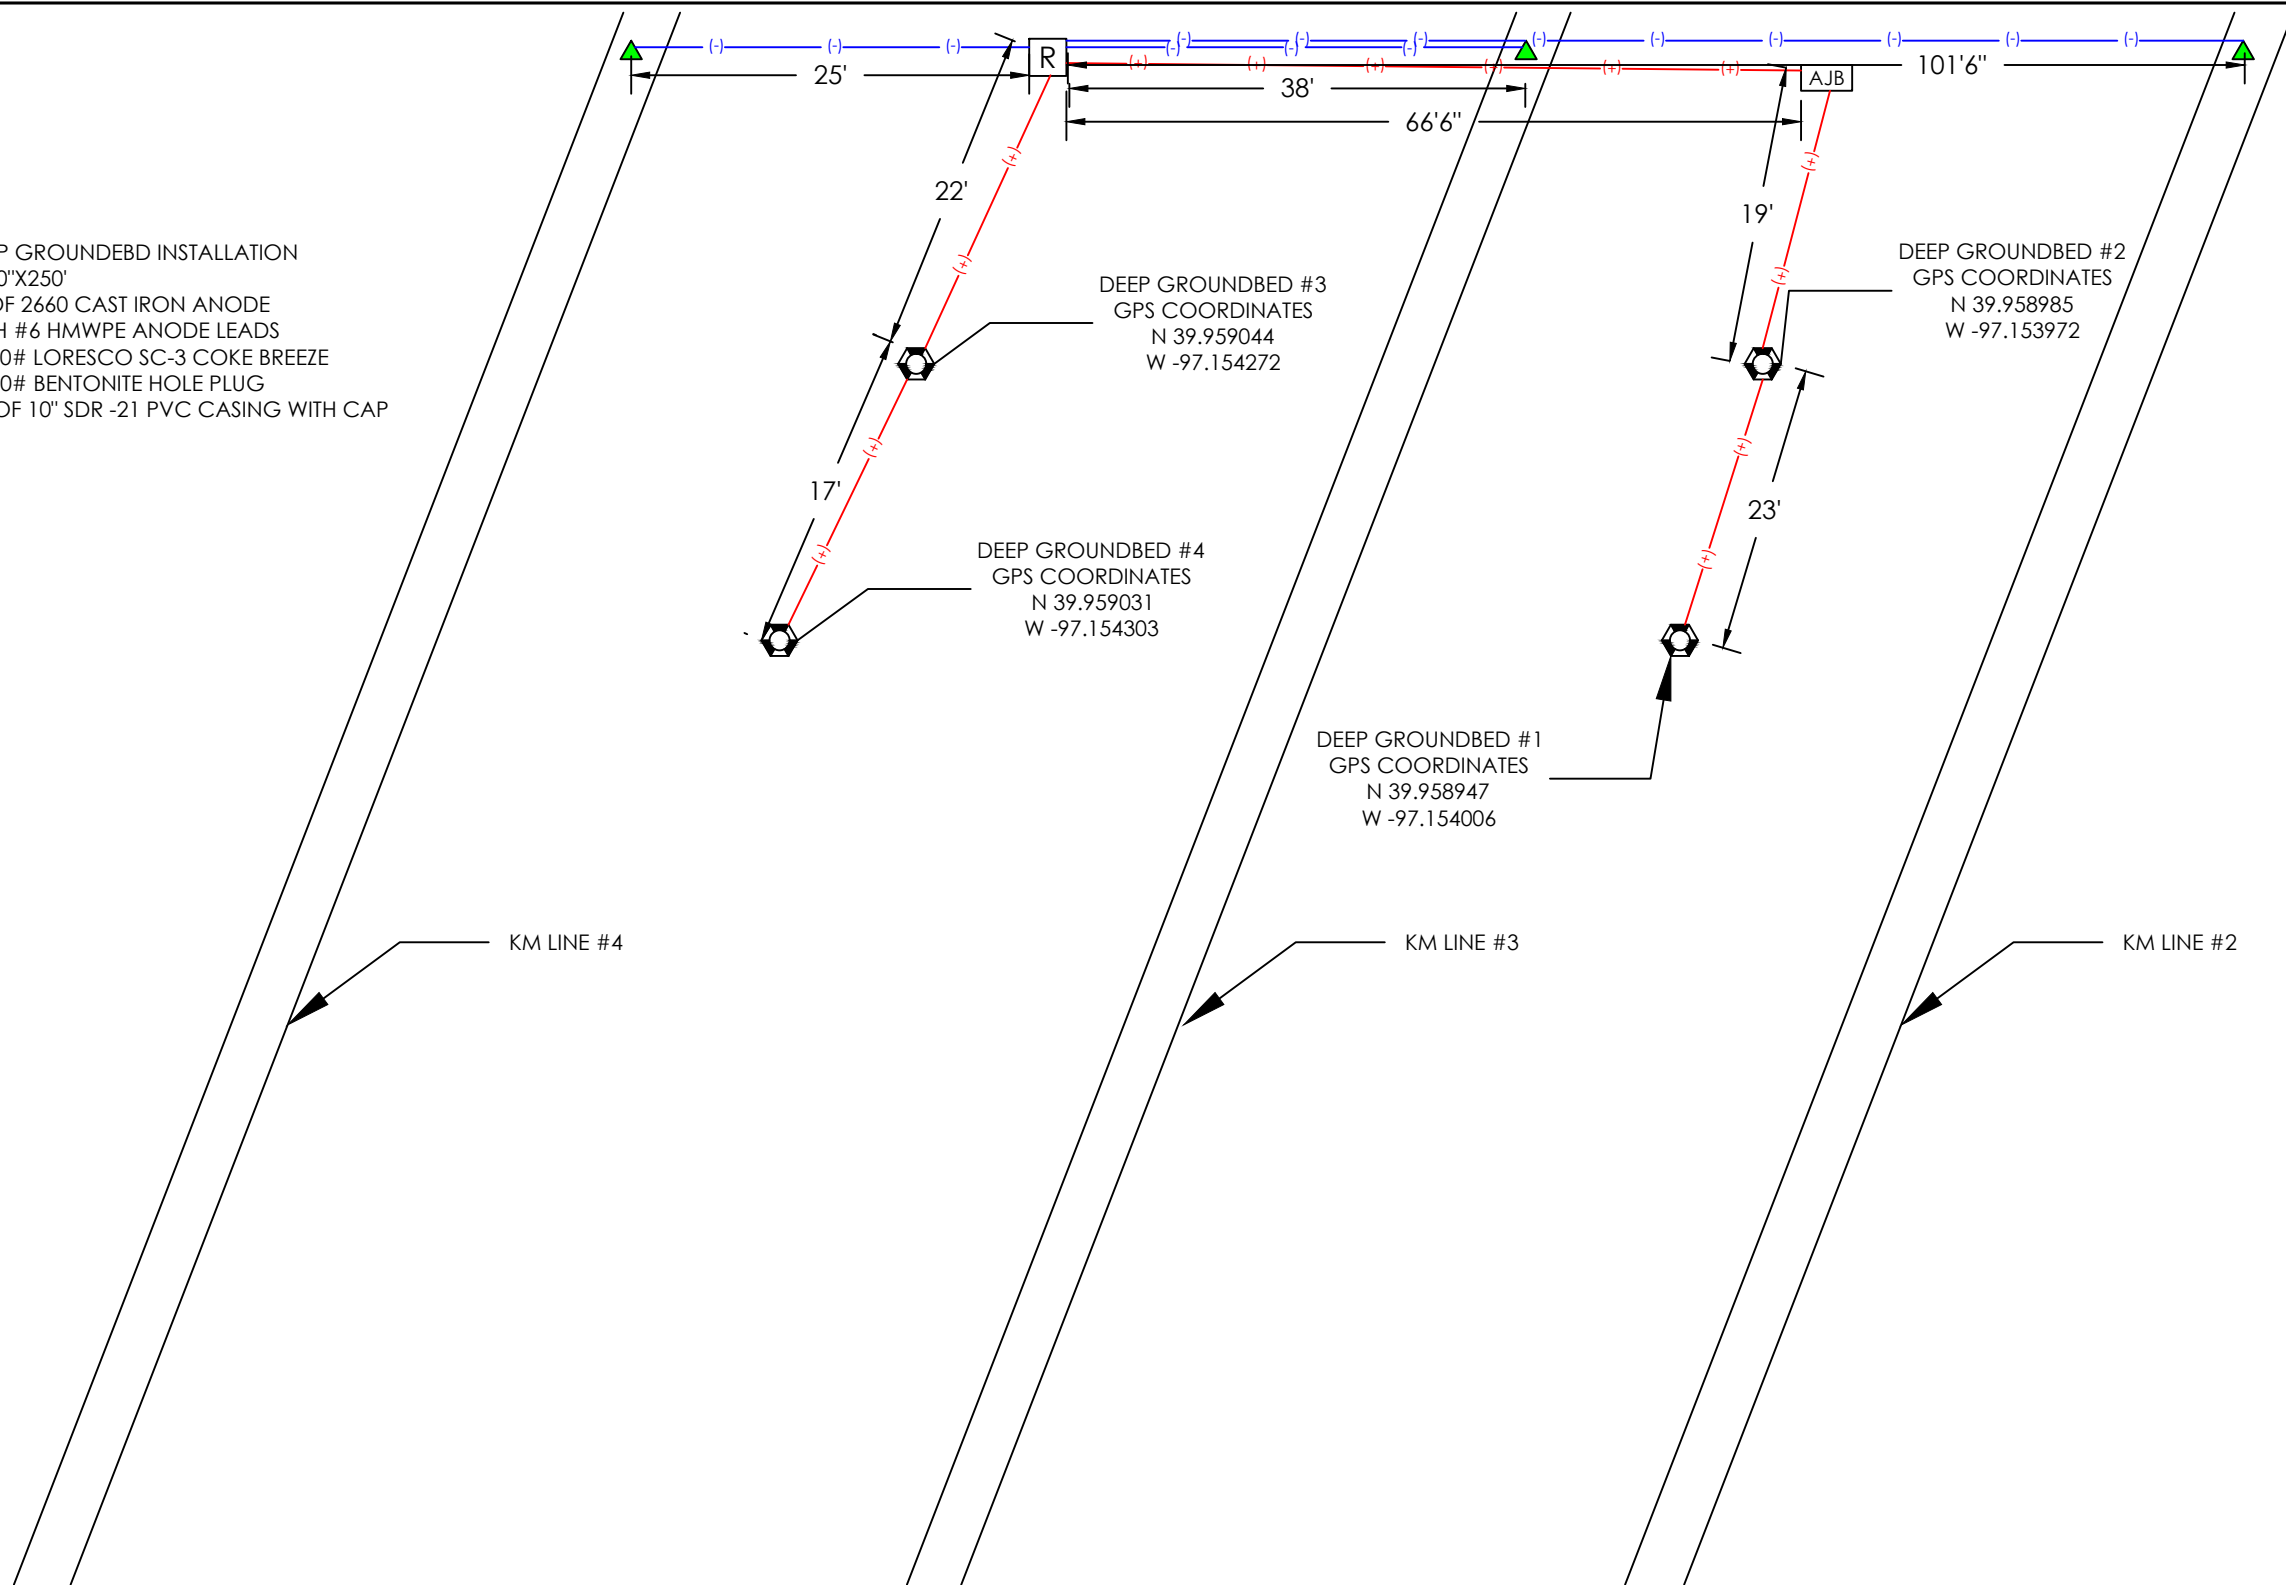 R
AJB
25'
38'
101'6"
66'6"
22'
19'
P GROUNDEBD INSTALLATION
0"X250'
OF 2660 CAST IRON ANODE
H #6 HMWPE ANODE LEADS
0# LORESCO SC-3 COKE BREEZE
0# BENTONITE HOLE PLUG
OF 10" SDR -21 PVC CASING WITH CAP
DEEP GROUNDBED #3
GPS COORDINATES
N 39.959044
W -97.154272
DEEP GROUNDBED #2
GPS COORDINATES
N 39.958985
W -97.153972
17'
23'
DEEP GROUNDBED #4
GPS COORDINATES
N 39.959031
W -97.154303
DEEP GROUNDBED #1
GPS COORDINATES
N 39.958947
W -97.154006
KM LINE #4
KM LINE #3
KM LINE #2